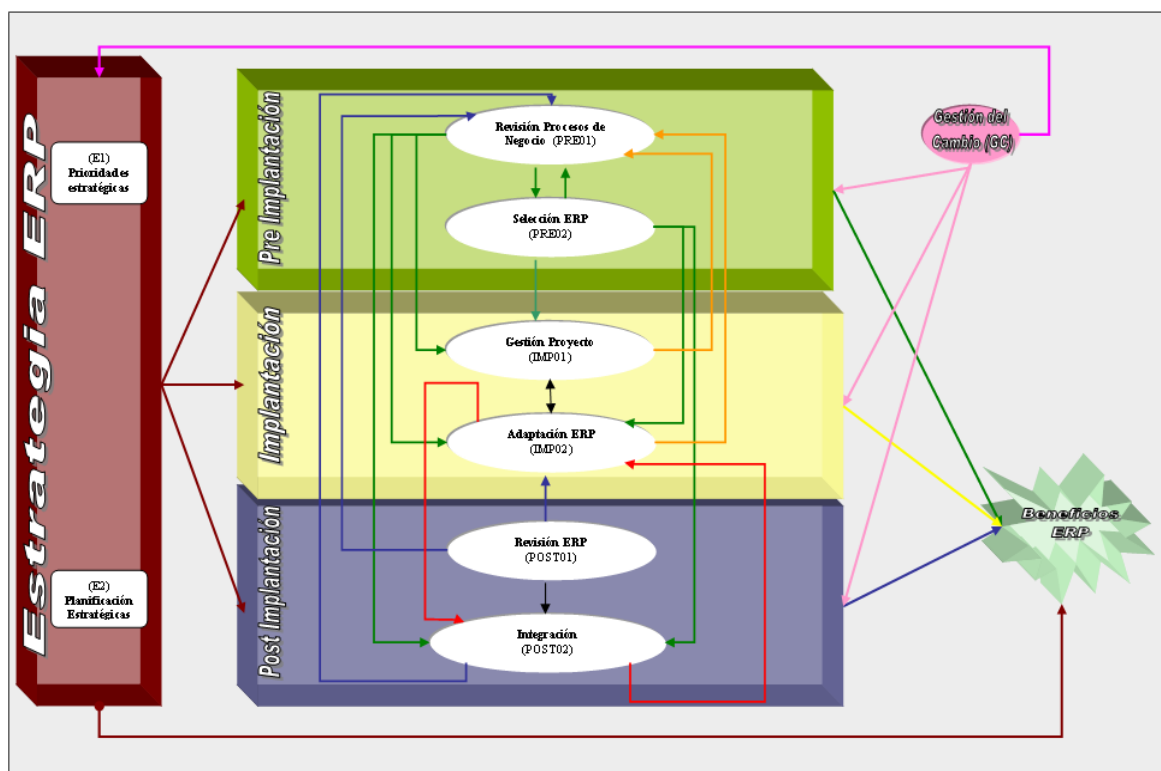 Estrategia ERP
(E1)
Prioridades
estratégicas
(E2)
Planificación
Estratégicas
Pre Implantación
Revisión Procesos de
Negocio (PRE01)
Selección ERP
(PRE02)
Implantación
Gestión Proyecto
(IMP01)
Adaptación ERP
(IMP02)
Post Implantación
Revisión ERP
(POST01)
Integración
(POST02)
Gestión del
Cambio (GC)
Beneficios
ERP